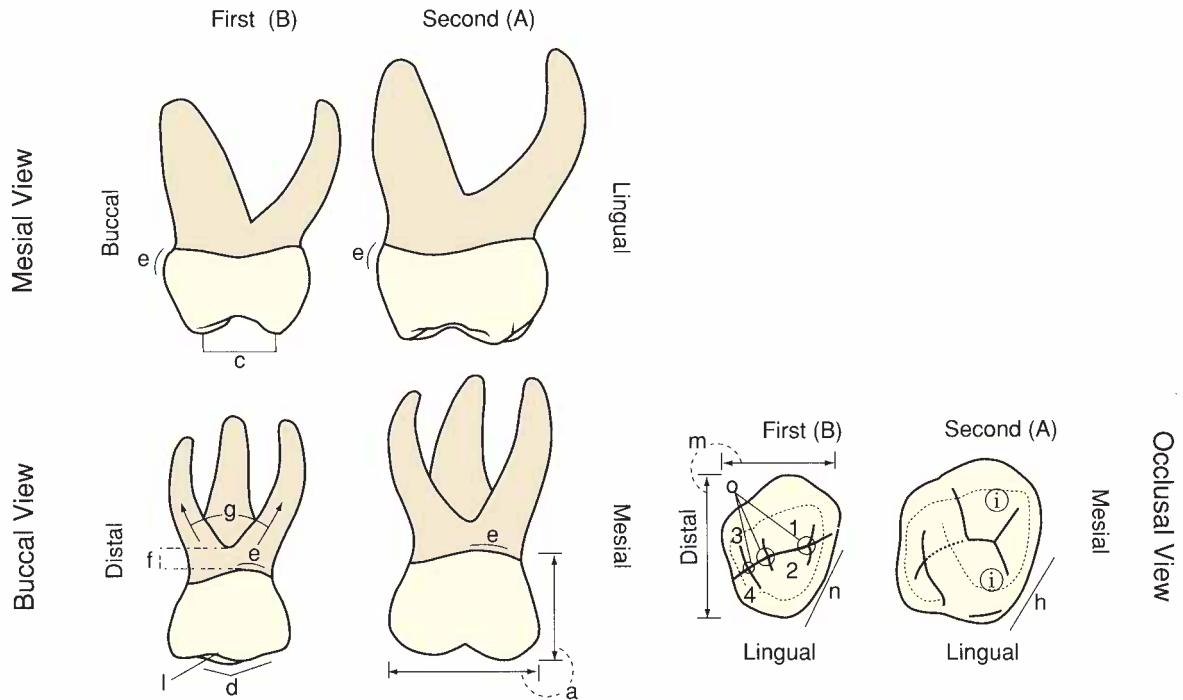 First (B) Second (A)
Mesial View
Buccal
Lingual
e
e
c
Buccal View
Distal
Mesial
g
f
e
e
l
d
a
First (B) Second (A)
m
o
Distal
1
3
2
4
n
i
i
h
Mesial
Occlusal View
Lingual Lingual